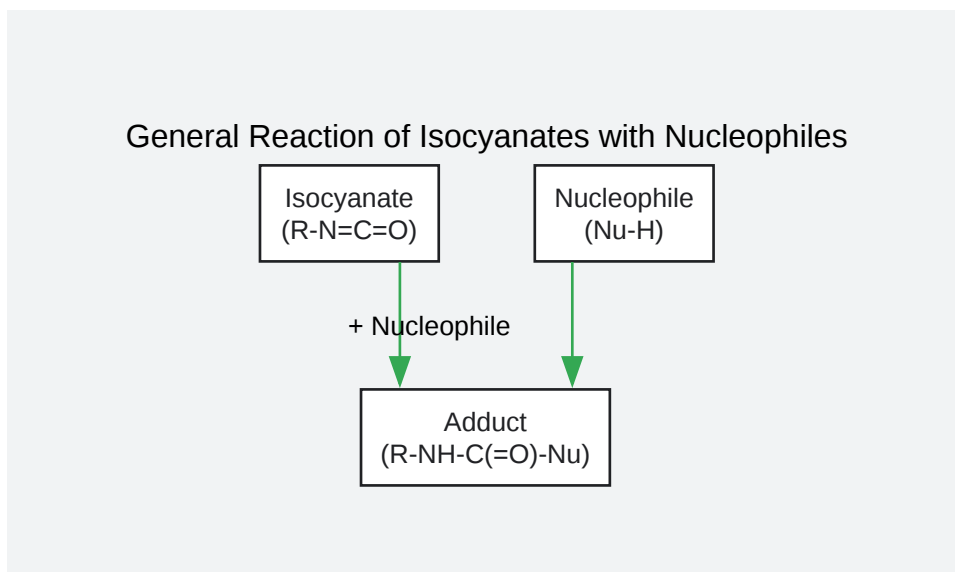 General Reaction of Isocyanates with Nucleophiles
Isocyanate
(R-N=C=O)
Nucleophile
(Nu-H)
+ Nucleophile
Adduct
(R-NH-C(=O)-Nu)